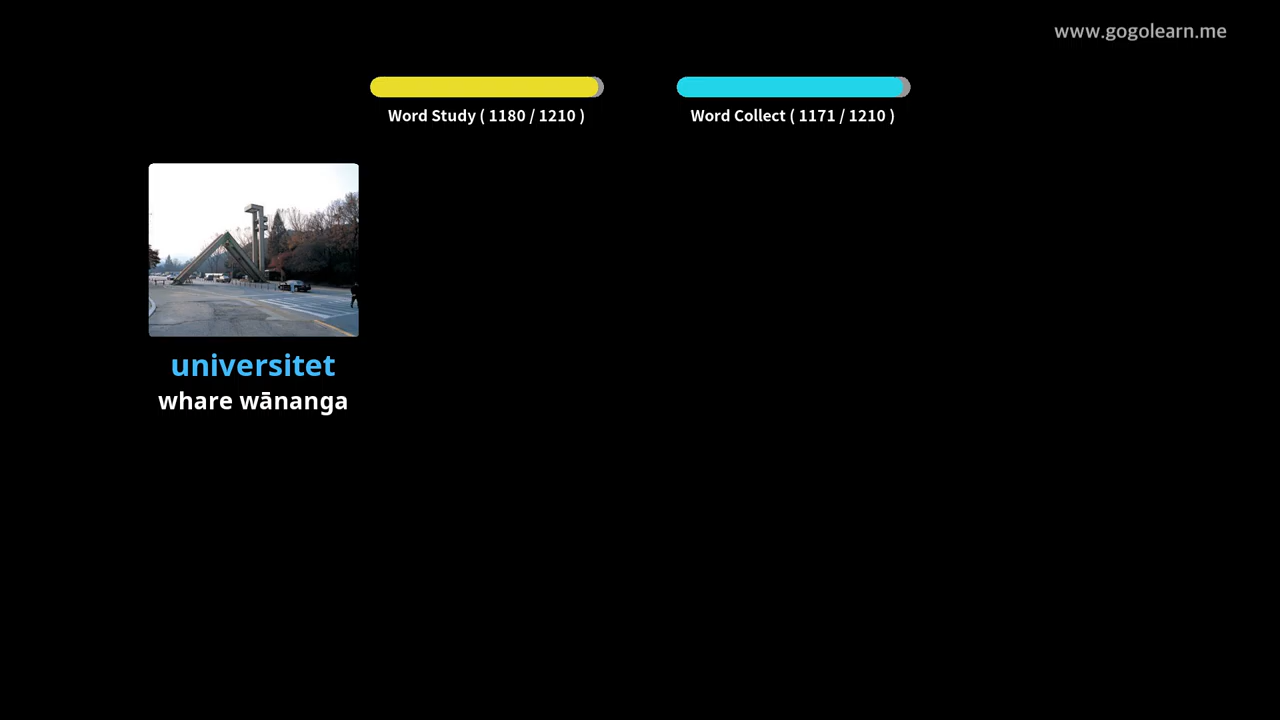 www.gogolearn.me
Word Study ( 1180 / 1210 )
Word Collect ( 1171 / 1210 )
universitet
whare wānanga